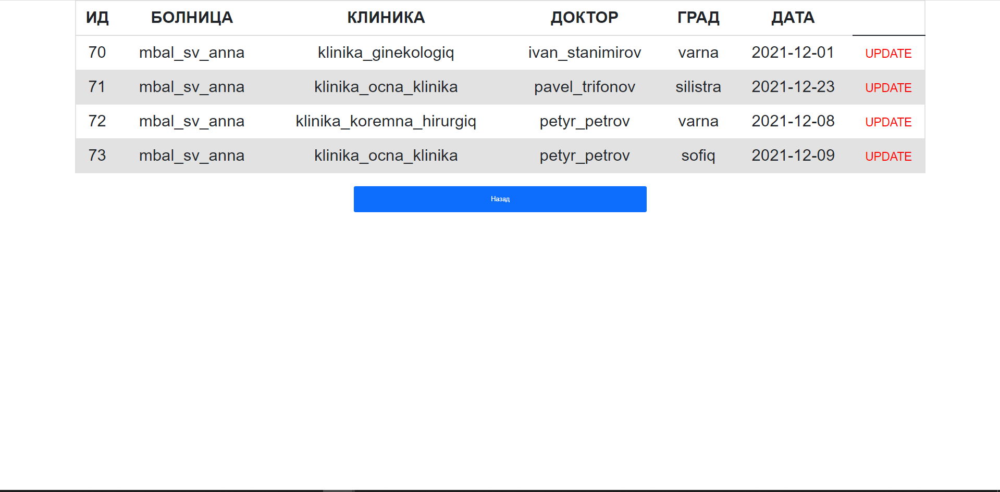 ИД БОЛНИЦА КЛИНИКА ДОКТОР ГРАД ДАТА
70 mbal_sv_anna klinika_ginekologiq ivan_stanimirov varna 2021-12-01 UPDATE
71 mbal_sv_anna klinika_ocna_klinika pavel_trifonov silistra 2021-12-23 UPDATE
72 mbal_sv_anna klinika_koremna_hirurgiq petyr_petrov varna 2021-12-08 UPDATE
73 mbal_sv_anna klinika_ocna_klinika petyr_petrov sofiq 2021-12-09 UPDATE
Назад